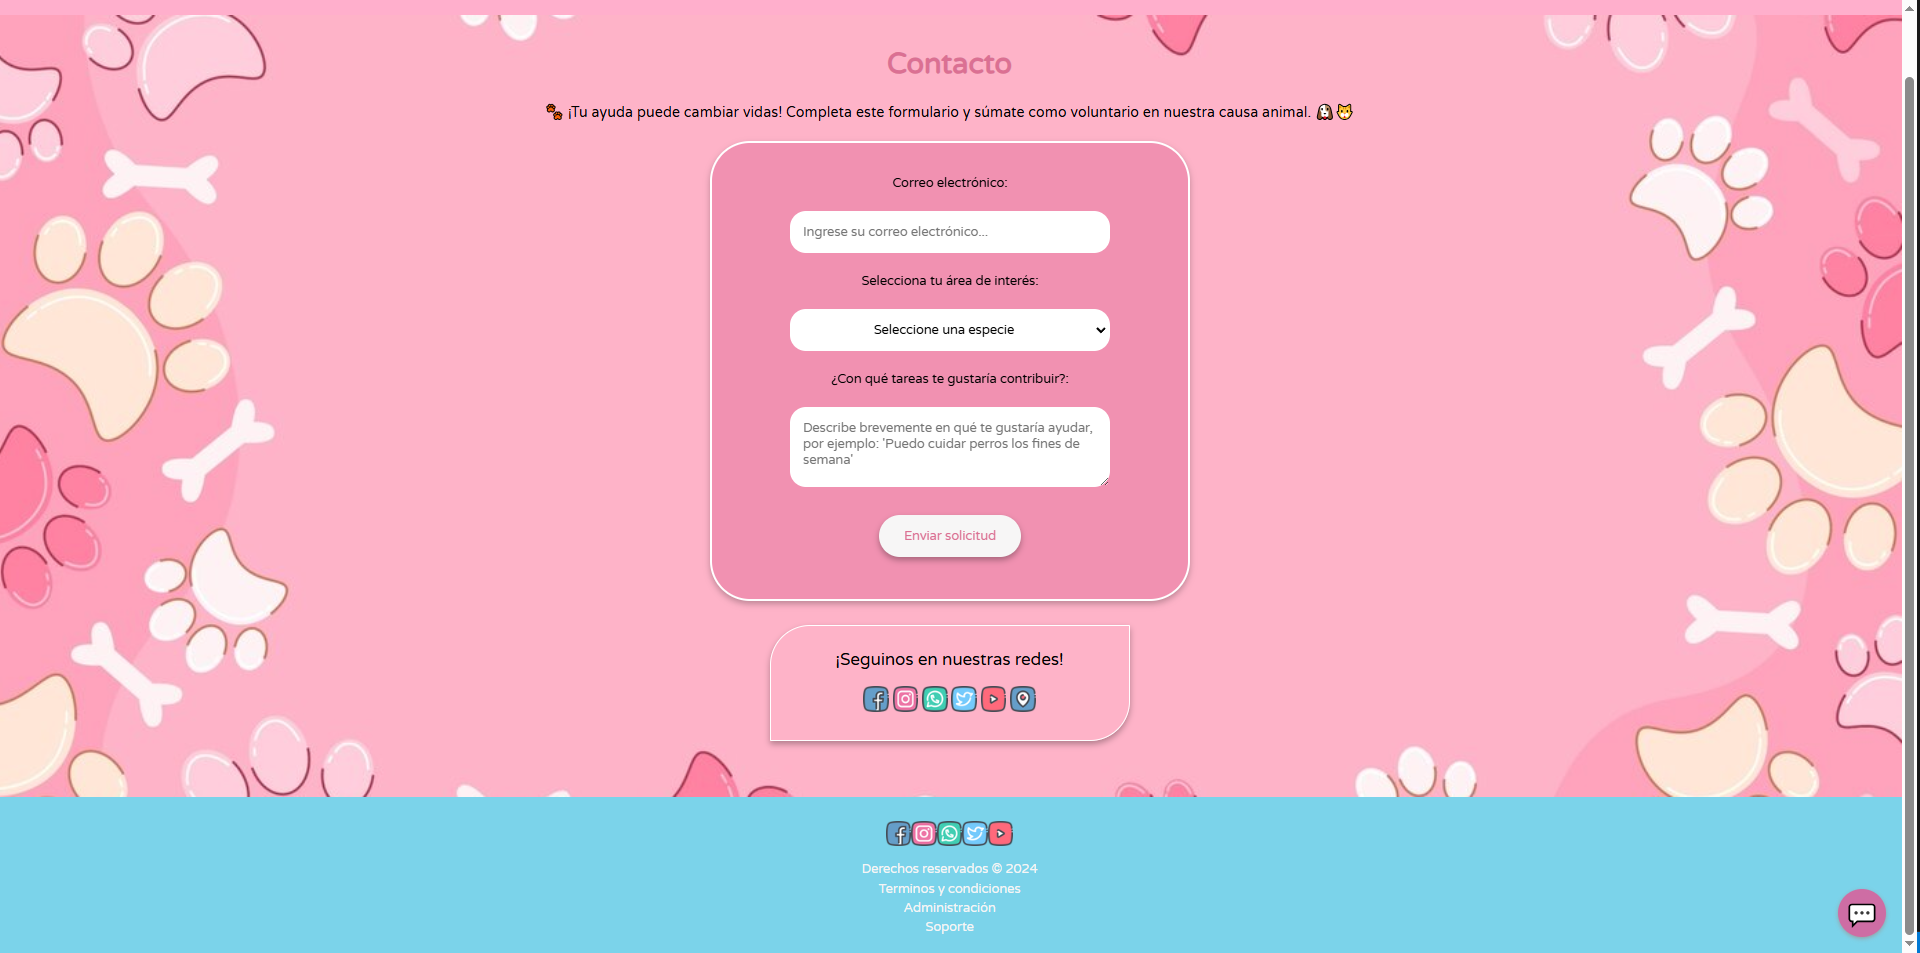 Contacto
🐾 ¡Tu ayuda puede cambiar vidas! Completa este formulario y súmate como voluntario en nuestra causa animal. 🐶🐱
Correo electrónico:
Ingrese su correo electrónico...
Selecciona tu área de interés:
Seleccione una especie
¿Con qué tareas te gustaría contribuir?:
Describe brevemente en qué te gustaría ayudar,
por ejemplo: 'Puedo cuidar perros los fines de
semana'
Enviar solicitud
¡Seguinos en nuestras redes!
Derechos reservados © 2024
Terminos y condiciones
Administración
Soporte